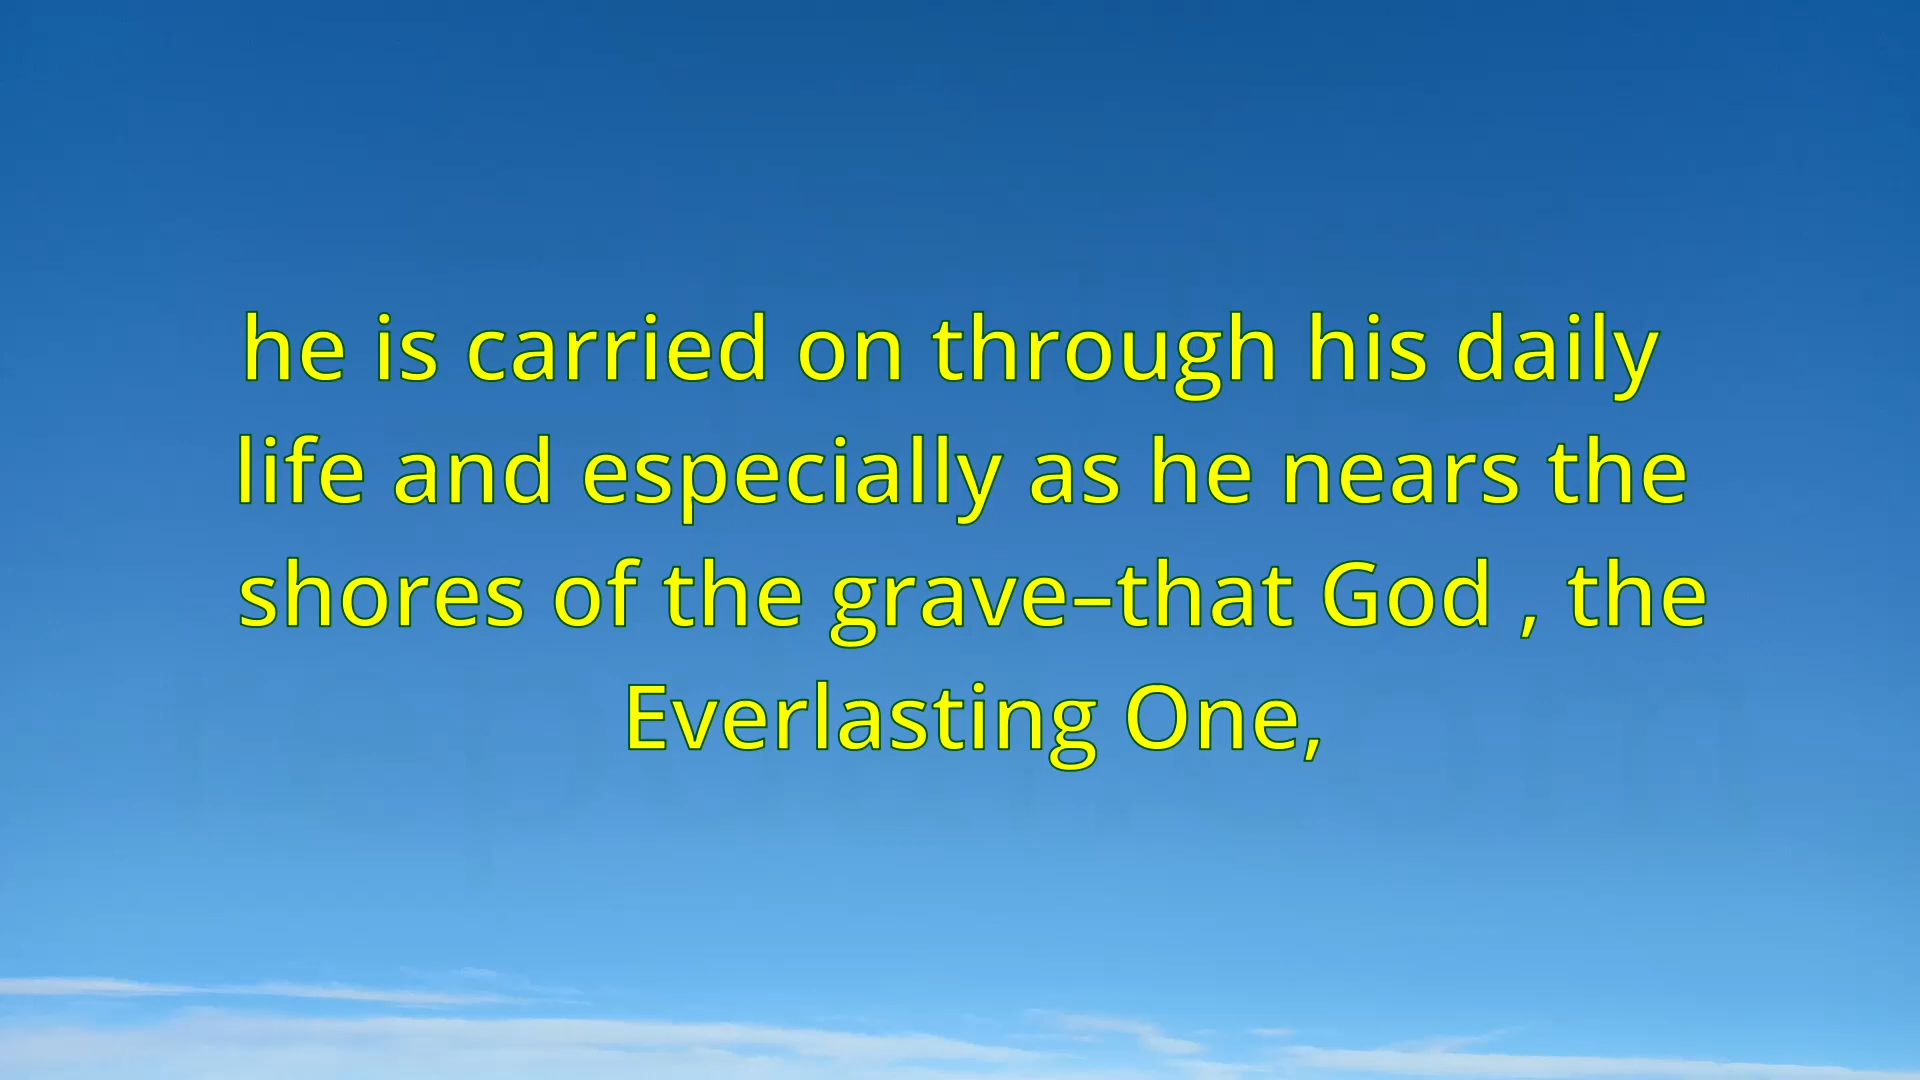 he is carried on through his daily
life and especially as he nears the
shores of the grave–that God , the
Everlasting One,